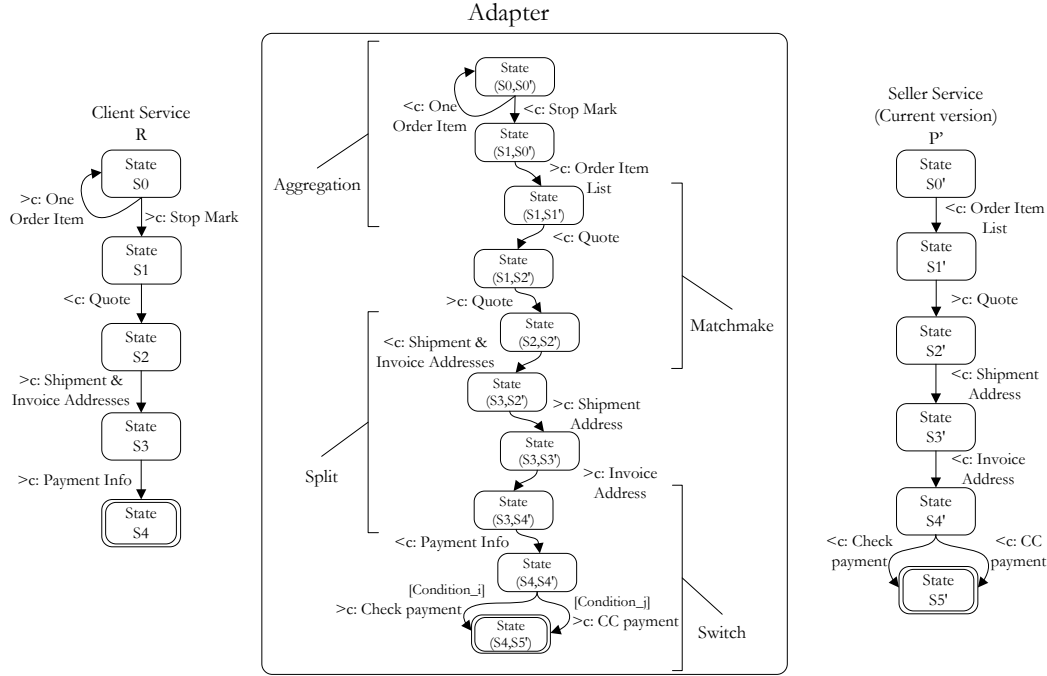 Adapter
Client Service
R
State
S0
>c: One
Order Item
>c: Stop Mark
State
S1
<c: Quote
State
S2
>c: Shipment &
Invoice Addresses
State
S3
>c: Payment Info
State
S4
Aggregation
Split
State
(S0,S0')
<c: One
Order Item
<c: Stop Mark
State
(S1,S0')
>c: Order Item
List
State
(S1,S1')
<c: Quote
State
(S1,S2')
>c: Quote
State
(S2,S2')
<c: Shipment &
Invoice Addresses
State
(S3,S2')
>c: Shipment
Address
State
(S3,S3')
>c: Invoice
Address
State
(S3,S4')
<c: Payment Info
State
(S4,S4')
[Condition_i]
>c: Check payment
[Condition_j]
>c: CC payment
State
(S4,S5')
Matchmake
Switch
Seller Service
(Current version)
P'
State
S0'
<c: Order Item
List
State
S1'
>c: Quote
State
S2'
<c: Shipment
Address
State
S3'
<c: Invoice
Address
State
S4'
<c: Check
payment
<c: CC
payment
State
S5'